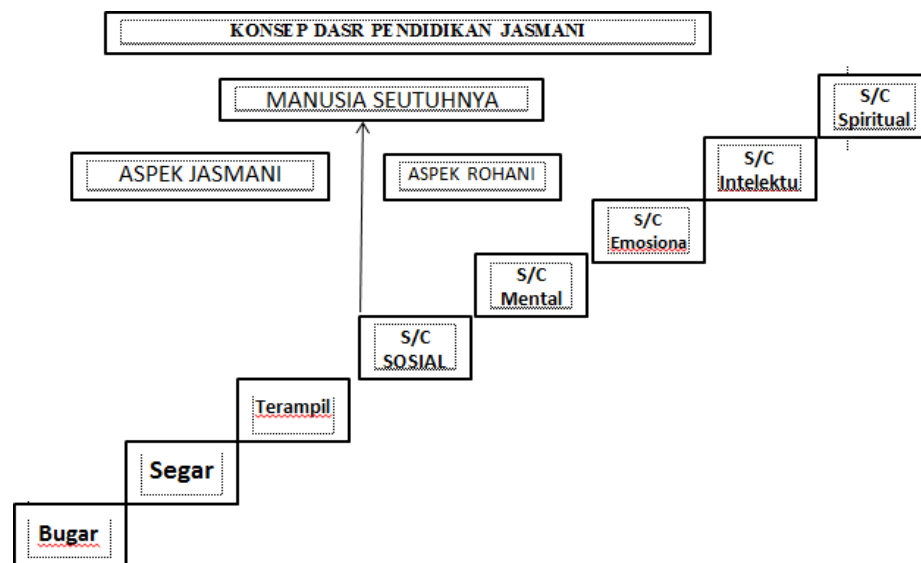 KONSEP DASR PENDIDIKAN JASMANI
MANUSIA SEUTUHNYA
ASPEK JASMANI
ASPEK ROHANI
S/C
Spiritual
S/C
Intelektu
S/C
Emosiona
S/C
Mental
S/C
SOSIAL
Terampil
Segar
Bugar